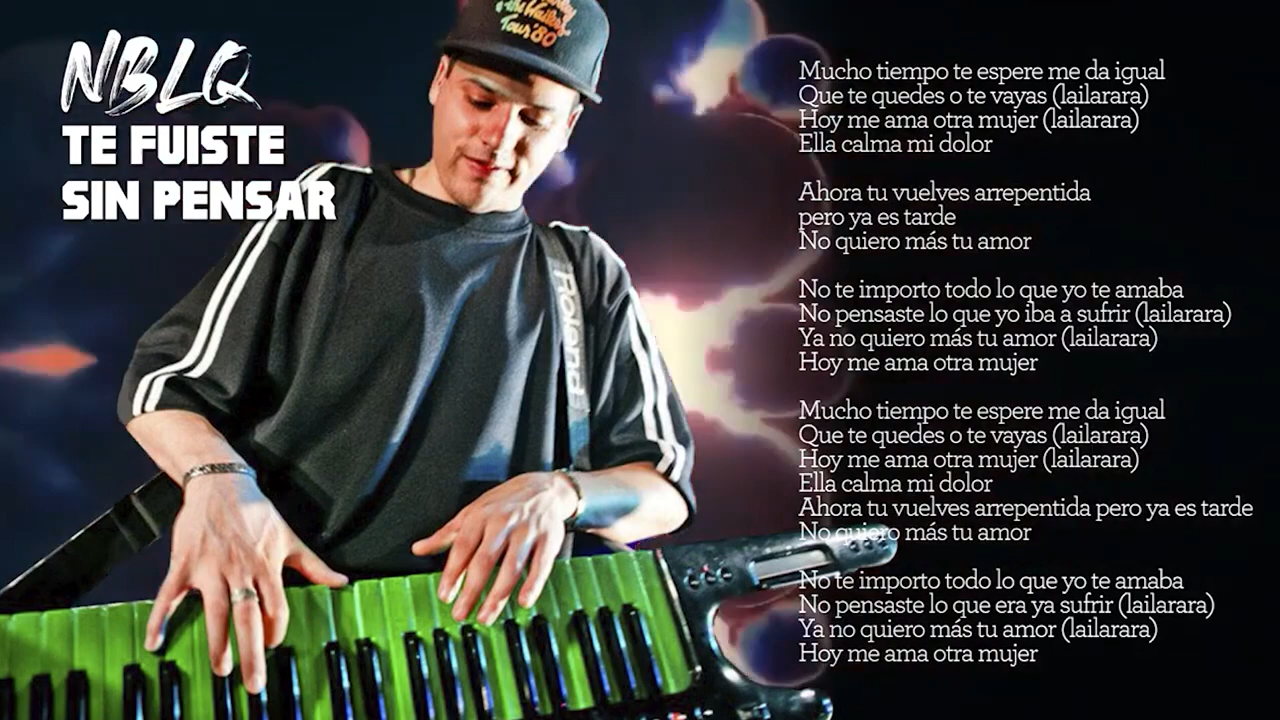 NBLQ
TE FUISTE
SIN PENSAR
Tour '80
Roland
Mucho tiempo te espere me da igual
Que te quedes o te vayas (lailarara)
Hoy me ama otra mujer (lailarara)
Ella calma mi dolor
Ahora tu vuelves arrepentida
pero ya es tarde
No quiero más tu amor
No te importo todo lo que yo te amaba
No pensaste lo que yo iba a sufrir (lailarara)
Ya no quiero más tu amor (lailarara)
Hoy me ama otra mujer
Mucho tiempo te espere me da igual
Que te quedes o te vayas (lailarara)
Hoy me ama otra mujer (lailarara)
Ella calma mi dolor
Ahora tu vuelves arrepentida pero ya es tarde
No quiero más tu amor
No te importo todo lo que yo te amaba
No pensaste lo que era ya sufrir (lailarara)
Ya no quiero más tu amor (lailarara)
Hoy me ama otra mujer